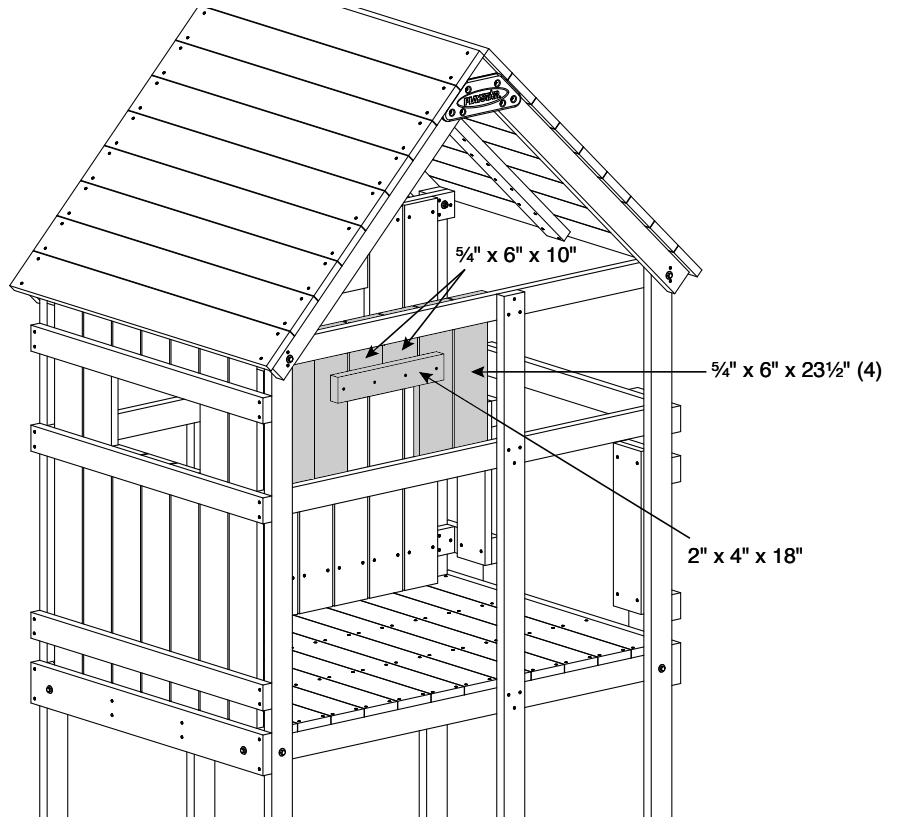 ⁵⁄₄" x 6" x 10"
⁵⁄₄" x 6" x 23½" (4)
2" x 4" x 18"